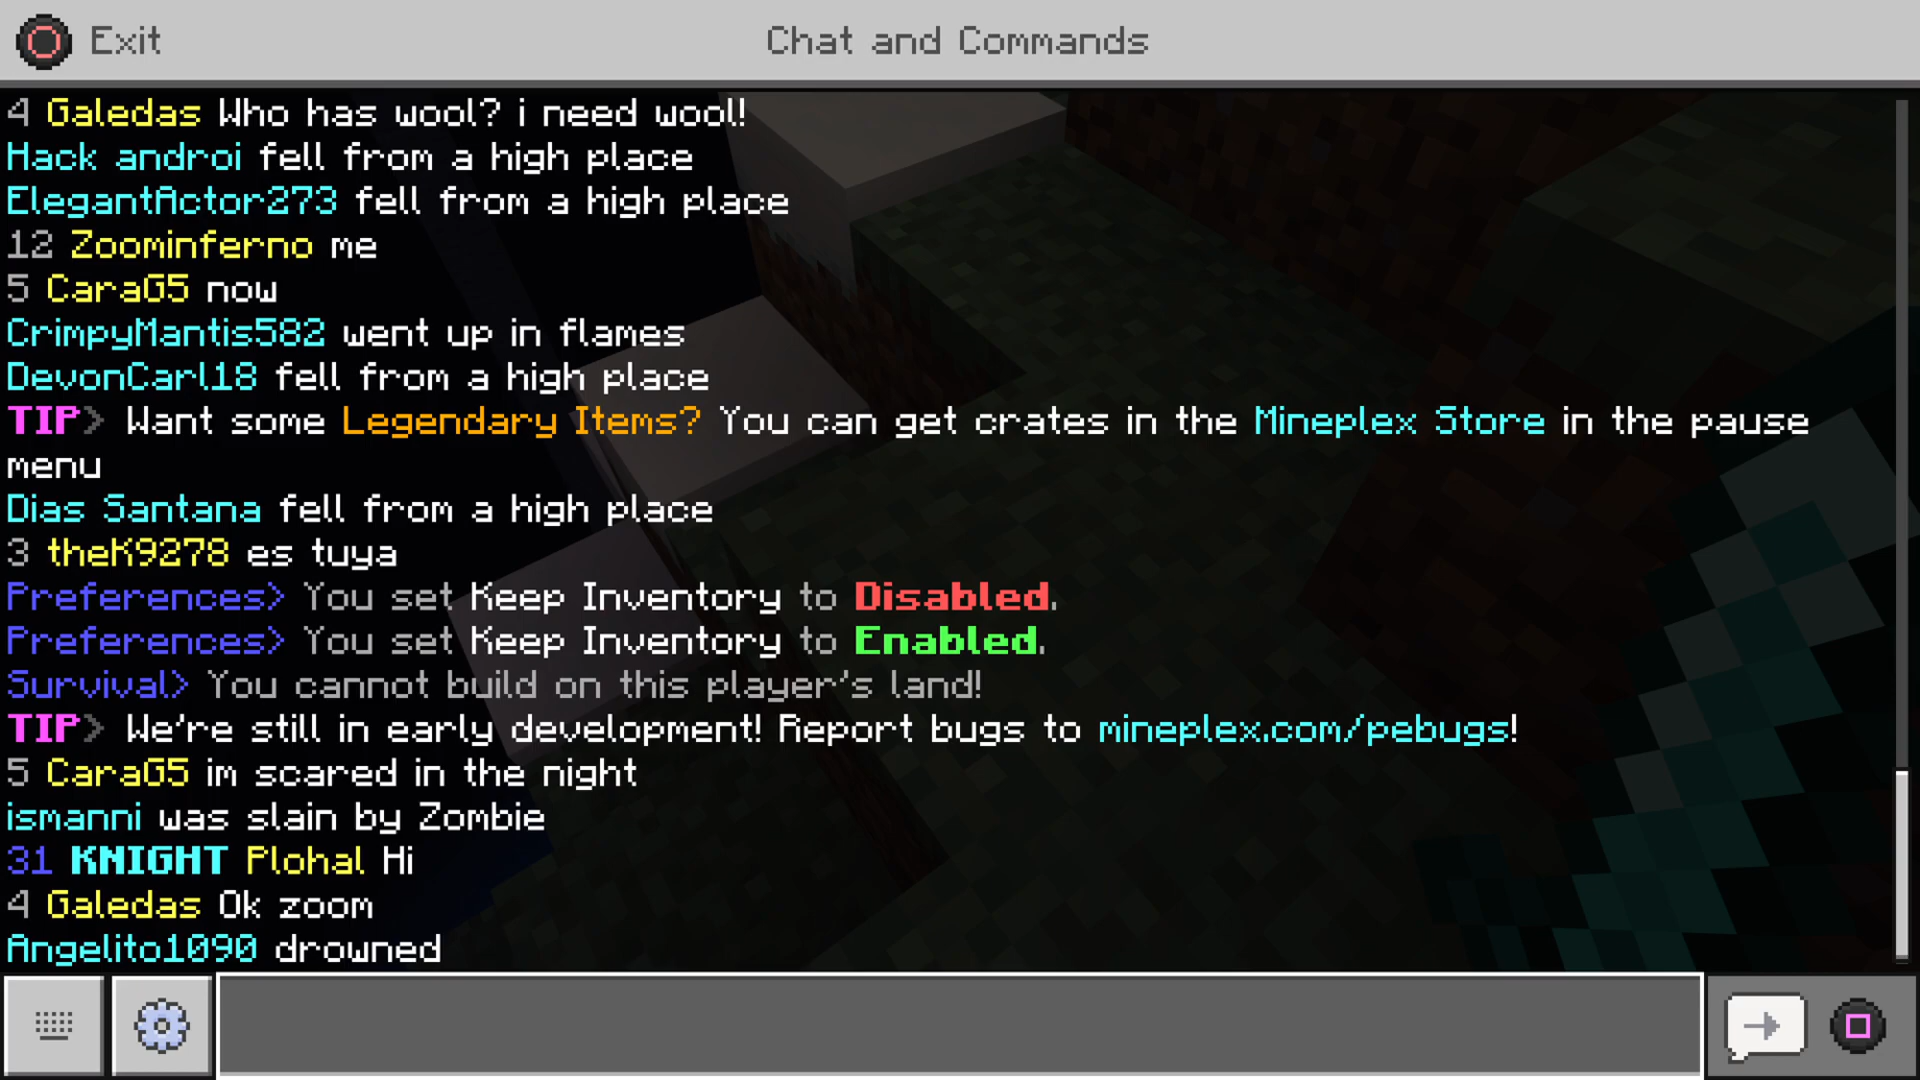 Exit
Chat and Commands
4 Galedas Who has wool? i need wool!
Hack androi fell from a high place
ElegantActor273 fell from a high place
12 Zoominferno me
5 CaraG5 now
CrimpyMantis582 went up in flames
DevonCarl18 fell from a high place
TIP> Want some Legendary Items? You can get crates in the Mineplex Store in the pause
menu
Dias Santana fell from a high place
3 theK9278 es tuya
Preferences> You set Keep Inventory to Disabled.
Preferences> You set Keep Inventory to Enabled.
Survival> You cannot build on this player's land!
TIP> We're still in early development! Report bugs to mineplex.com/pebugs!
5 CaraG5 im scared in the night
ismanni was slain by Zombie
31 KNIGHT Plohal Hi
4 Galedas Ok zoom
Angelito1090 drowned